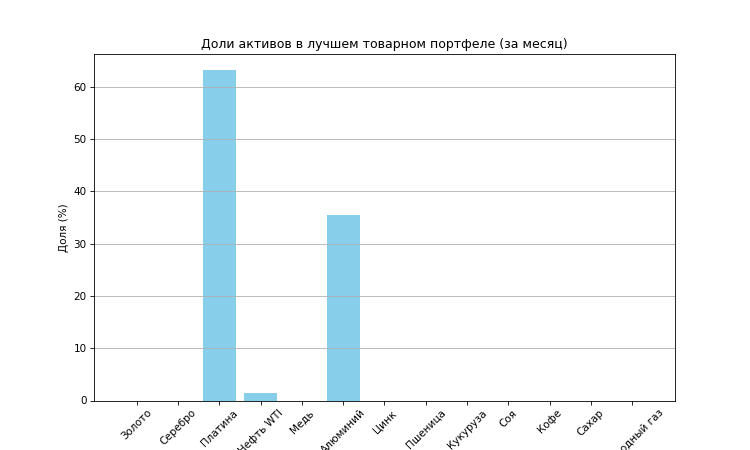 Доли активов в лучшем товарном портфеле (за месяц)
Доля (%)
60
50
40
30
20
10
0
Золото
Серебро
Платина
Нефть WTI
Медь
Алюминий
Цинк
Пшеница
Кукуруза
Соя
Кофе
Сахар
одный газ